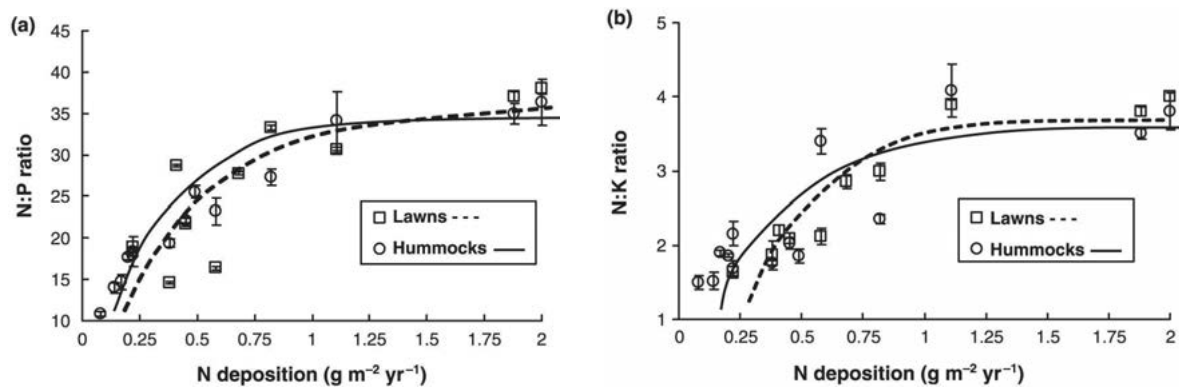 (a)
45
40
35
30
25
20
15
10
N:P ratio
Lawns
Hummocks
0 0.25 0.5 0.75 1 1.25 1.5 1.75 2
N deposition (g m⁻² yr⁻¹)
(b)
5
4
3
2
1
N:K ratio
Lawns
Hummocks
0 0.25 0.5 0.75 1 1.25 1.5 1.75 2
N deposition (g m⁻² yr⁻¹)